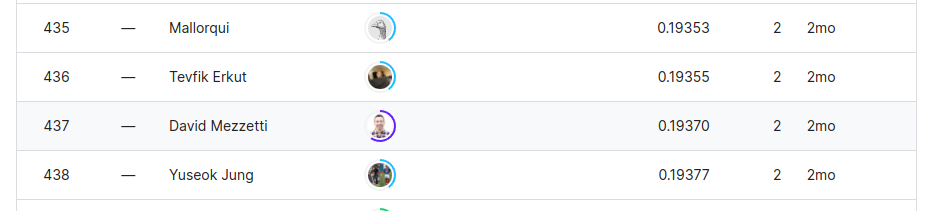 435 — Mallorqui 0.19353 2 2mo
436 — Tevfik Erkut 0.19355 2 2mo
437 — David Mezzetti 0.19370 2 2mo
438 — Yuseok Jung 0.19377 2 2mo